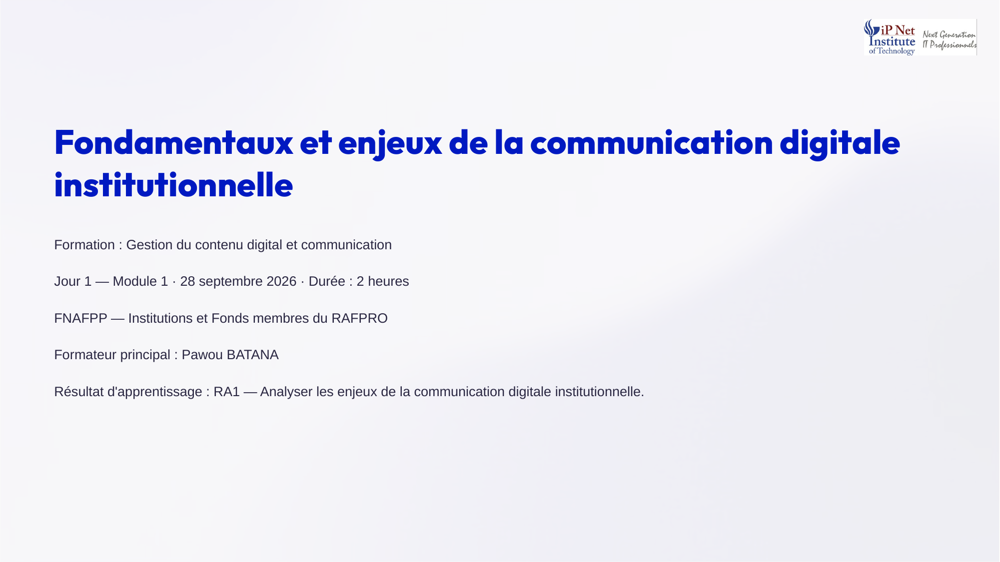 iP Net
Institute
of Technology
Next Generation
IT Professionnels
Fondamentaux et enjeux de la communication digitale
institutionnelle
Formation : Gestion du contenu digital et communication
Jour 1 — Module 1 · 28 septembre 2026 · Durée : 2 heures
FNAFPP — Institutions et Fonds membres du RAFPRO
Formateur principal : Pawou BATANA
Résultat d'apprentissage : RA1 — Analyser les enjeux de la communication digitale institutionnelle.